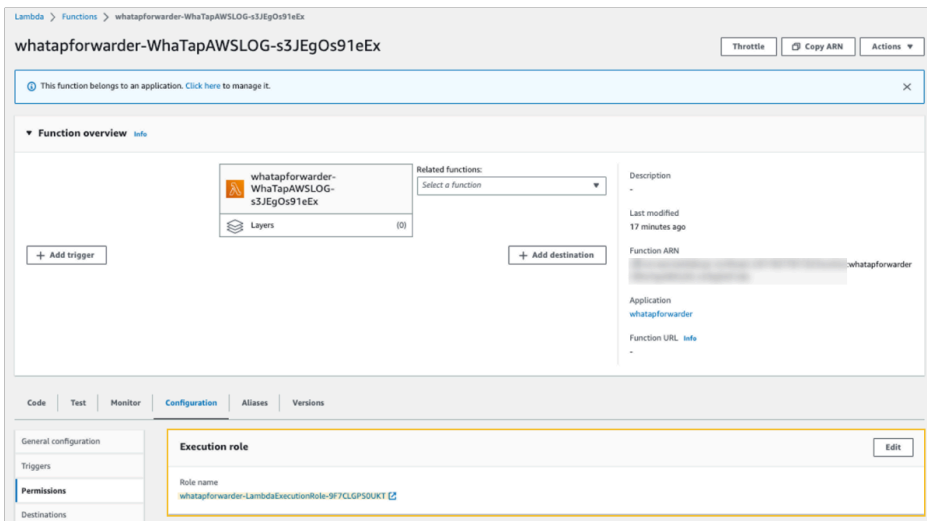 Lambda > Functions > whatapforwarder-WhaTapAWSLOG-s3JEgOs91eEx
whatapforwarder-WhaTapAWSLOG-s3JEgOs91eEx
Throttle
Copy ARN
Actions
This function belongs to an application. Click here to manage it.
Function overview Info
whatapforwarder-
WhaTapAWSLOG-
s3JEgOs91eEx
Layers (0)
Related functions:
Select a function
+ Add trigger
+ Add destination
Description
-
Last modified
17 minutes ago
Function ARN
:whatapforwarder
Application
whatapforwarder
Function URL Info
-
Code
Test
Monitor
Configuration
Aliases
Versions
General configuration
Triggers
Permissions
Destinations
Execution role
Edit
Role name
whatapforwarder-LambdaExecutionRole-9F7CLGPS0UKT